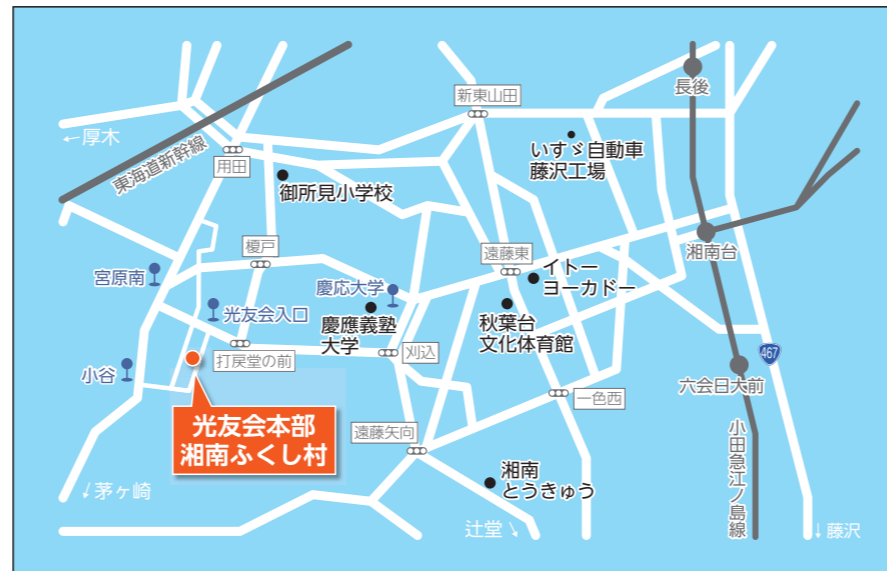 長後
新東山田
←厚木
いすゞ自動車
藤沢工場
東海道新幹線
用田
御所見小学校
湘南台
榎戸
遠藤東
宮原南
イトー
ヨーカドー
慶応大学
光友会入口
慶應義塾
大学
秋葉台
文化体育館
刈込
打戻堂の前
467
小谷
六会日大前
一色西
光友会本部
湘南ふくし村
遠藤矢向
小田急江ノ島線
湘南
とうきゅう
↓茅ヶ崎
辻堂↘
↓藤沢